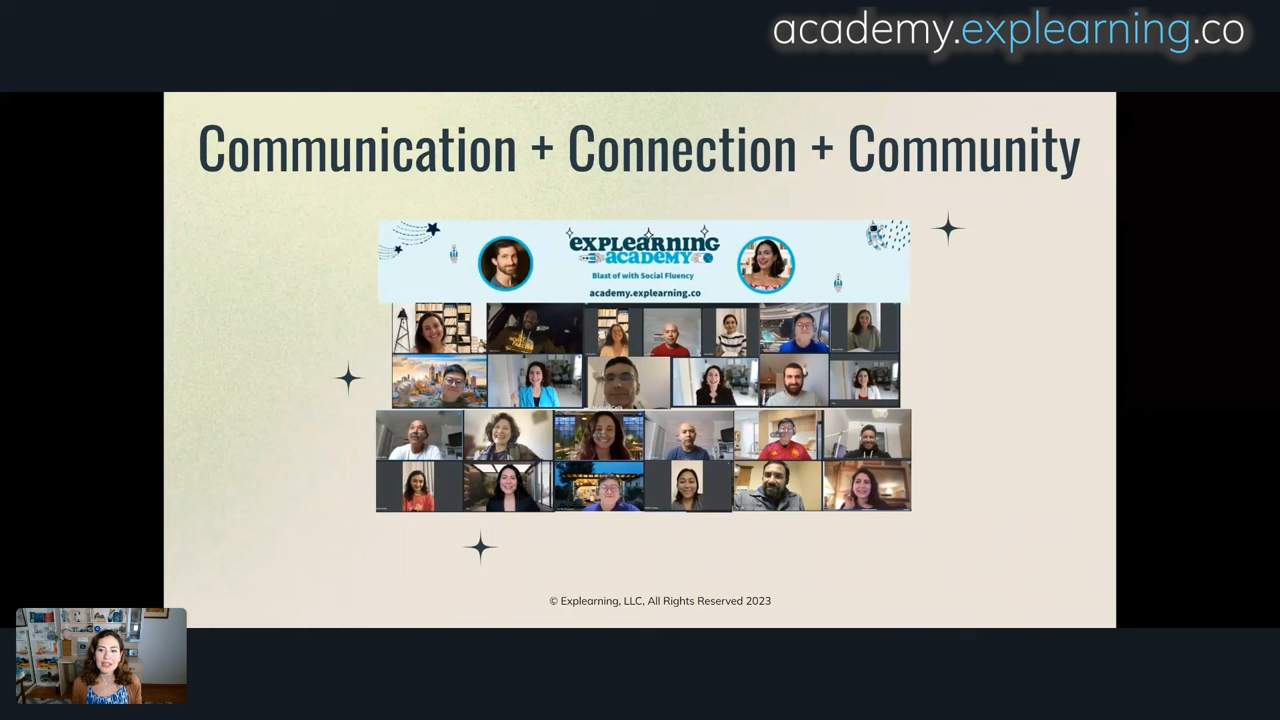 academy.explearning.co
Communication + Connection + Community
EXPLEARNING
ACADEMY
Blast of with Social Fluency
academy.explearning.co
© Explearning, LLC, All Rights Reserved 2023